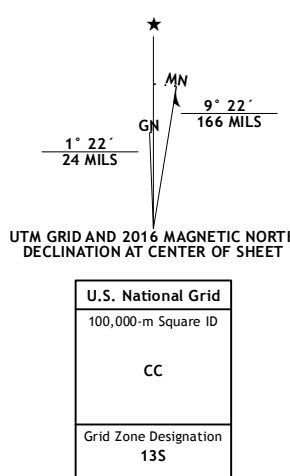 ★
MN
GN
9° 22´
166 MILS
1° 22´
24 MILS
UTM GRID AND 2016 MAGNETIC NORTH
DECLINATION AT CENTER OF SHEET
U.S. National Grid
100,000-m Square ID
CC
Grid Zone Designation
13S